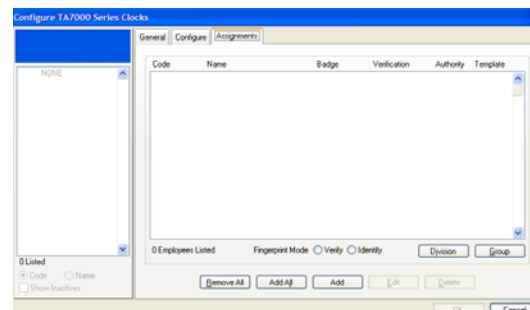 Configure TA7000 Series Clocks
General Configure Assignments
NONE
Code Name Badge Verification Authority Template
0 Employees Listed Fingerprint Mode Verify Identify Division Group
0 Listed
Code Name
Show Inactives
Remove All Add All Add Edit Delete
OK Cancel